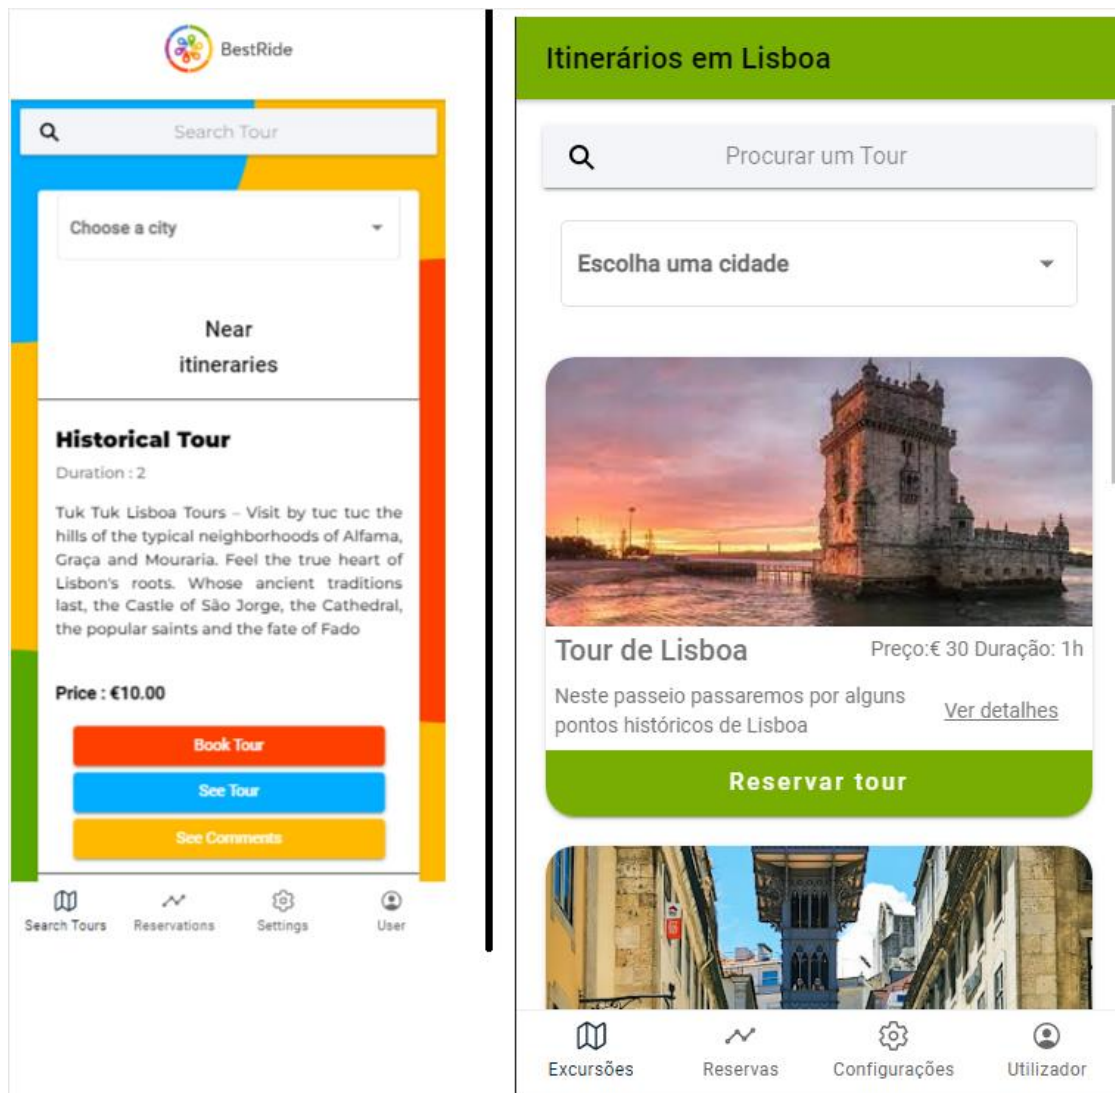 BestRide
Search Tour
Choose a city
Near
itineraries
Historical Tour
Duration : 2
Tuk Tuk Lisboa Tours – Visit by tuc tuc the
hills of the typical neighborhoods of Alfama,
Graça and Mouraria. Feel the true heart of
Lisbon's roots. Whose ancient traditions
last, the Castle of São Jorge, the Cathedral,
the popular saints and the fate of Fado
Price : €10.00
Book Tour
See Tour
See Comments
Search Tours
Reservations
Settings
User
Itinerários em Lisboa
Procurar um Tour
Escolha uma cidade
Tour de Lisboa
Preço:€ 30 Duração: 1h
Neste passeio passaremos por alguns
pontos históricos de Lisboa
Ver detalhes
Reservar tour
Excursões
Reservas
Configurações
Utilizador